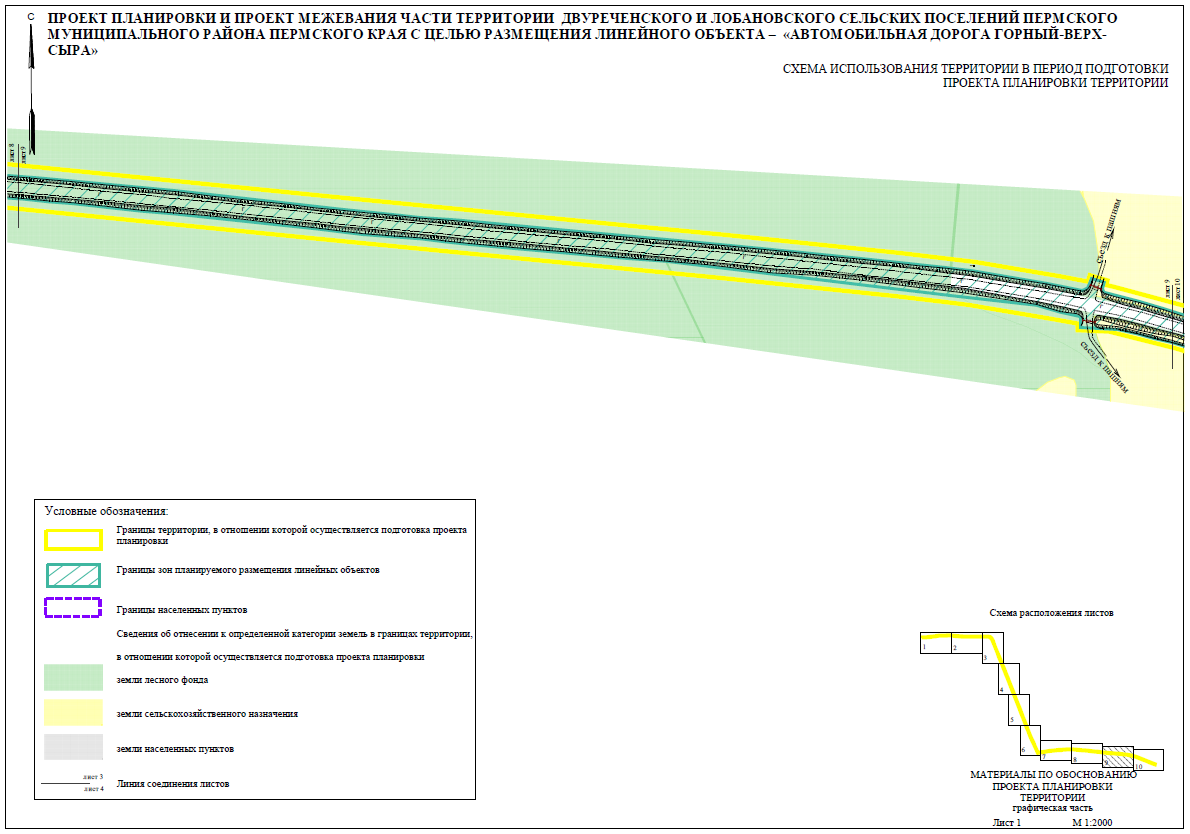 С
ПРОЕКТ ПЛАНИРОВКИ И ПРОЕКТ МЕЖЕВАНИЯ ЧАСТИ ТЕРРИТОРИИ ДВУРЕЧЕНСКОГО И ЛОБАНОВСКОГО СЕЛЬСКИХ ПОСЕЛЕНИЙ ПЕРМСКОГО
МУНИЦИПАЛЬНОГО РАЙОНА ПЕРМСКОГО КРАЯ С ЦЕЛЬЮ РАЗМЕЩЕНИЯ ЛИНЕЙНОГО ОБЪЕКТА – «АВТОМОБИЛЬНАЯ ДОРОГА ГОРНЫЙ-ВЕРХ-
СЫРА»
СХЕМА ИСПОЛЬЗОВАНИЯ ТЕРРИТОРИИ В ПЕРИОД ПОДГОТОВКИ
ПРОЕКТА ПЛАНИРОВКИ ТЕРРИТОРИИ
лист 8
лист 9
съезд к пашням
лист 9
лист 10
съезд к пашням
Условные обозначения:
Границы территории, в отношении которой осуществляется подготовка проекта
планировки
Границы зон планируемого размещения линейных объектов
Границы населенных пунктов
Сведения об отнесении к определенной категории земель в границах территории,
в отношении которой осуществляется подготовка проекта планировки
земли лесного фонда
земли сельскохозяйственного назначения
земли населенных пунктов
лист 3
лист 4
Линия соединения листов
Схема расположения листов
1
2
3
4
5
6
7
8
9
10
МАТЕРИАЛЫ ПО ОБОСНОВАНИЮ
ПРОЕКТА ПЛАНИРОВКИ
ТЕРРИТОРИИ
графическая часть
Лист 1 М 1:2000